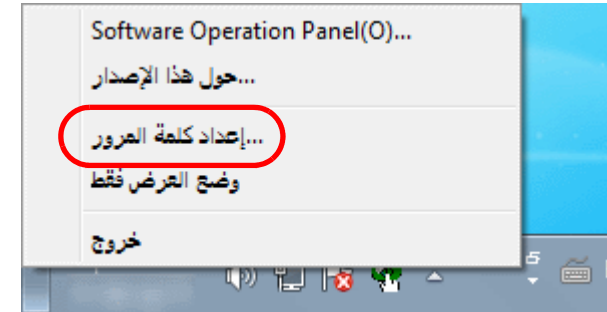 Software Operation Panel(O)...
حول هذا الإصدار...
إعداد كلمة المرور...
وضع العرض فقط
خروج